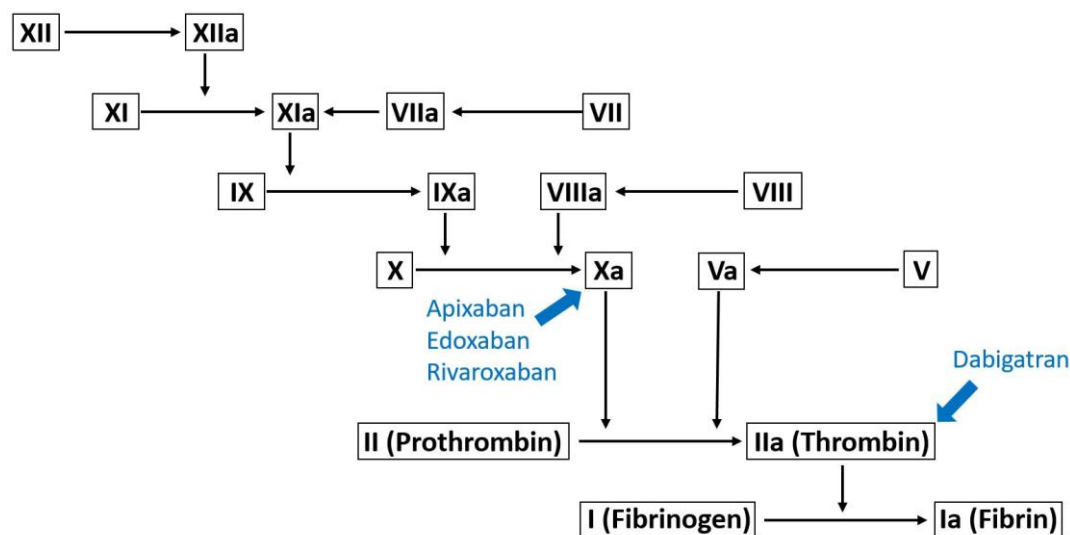 XII XIIa
XI XIa VIIa VII
IX IXa VIIIa VIII
X Xa Va V
Apixaban
Edoxaban
Rivaroxaban
Dabigatran
II (Prothrombin) IIa (Thrombin)
I (Fibrinogen) Ia (Fibrin)